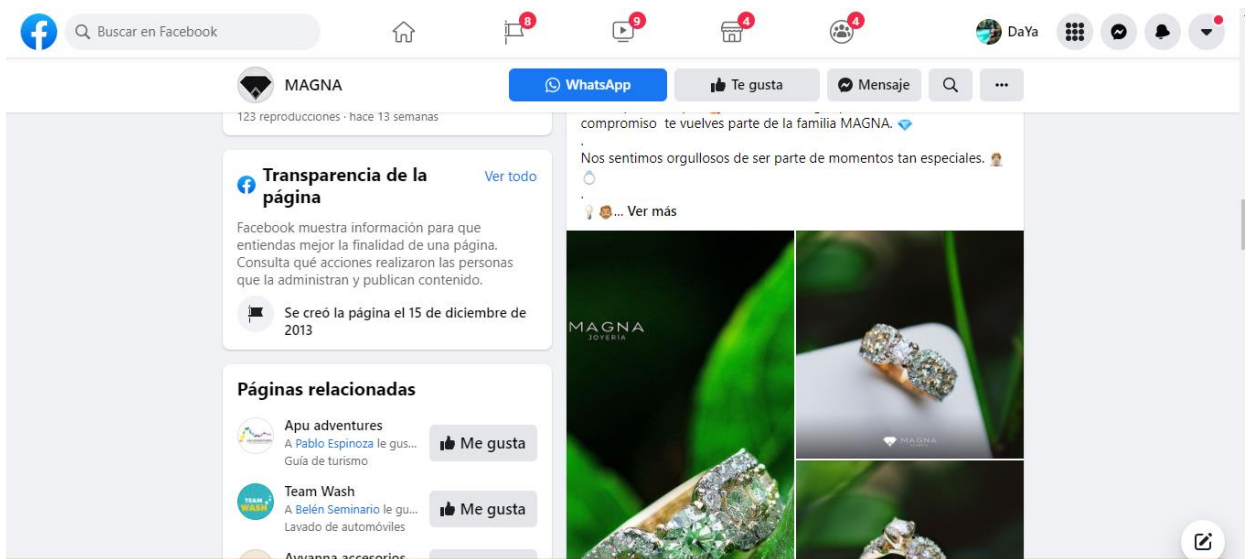 Buscar en Facebook
8
9
4
4
DaYa
MAGNA
WhatsApp
Te gusta
Mensaje
123 reproducciones · hace 13 semanas
Transparencia de la
página
Ver todo
Facebook muestra información para que
entiendas mejor la finalidad de una página.
Consulta qué acciones realizaron las personas
que la administran y publican contenido.
Se creó la página el 15 de diciembre de
2013
Páginas relacionadas
Apu adventures
A Pablo Espinoza le gus...
Guía de turismo
Me gusta
TEAM
WASH
Team Wash
A Belén Seminario le gu...
Lavado de automóviles
Me gusta
Ayyanna accesorios
compromiso te vuelves parte de la familia MAGNA. 💎
.
Nos sentimos orgullosos de ser parte de momentos tan especiales.
.
... Ver más
MAGNA
JOYERÍA
MAGNA